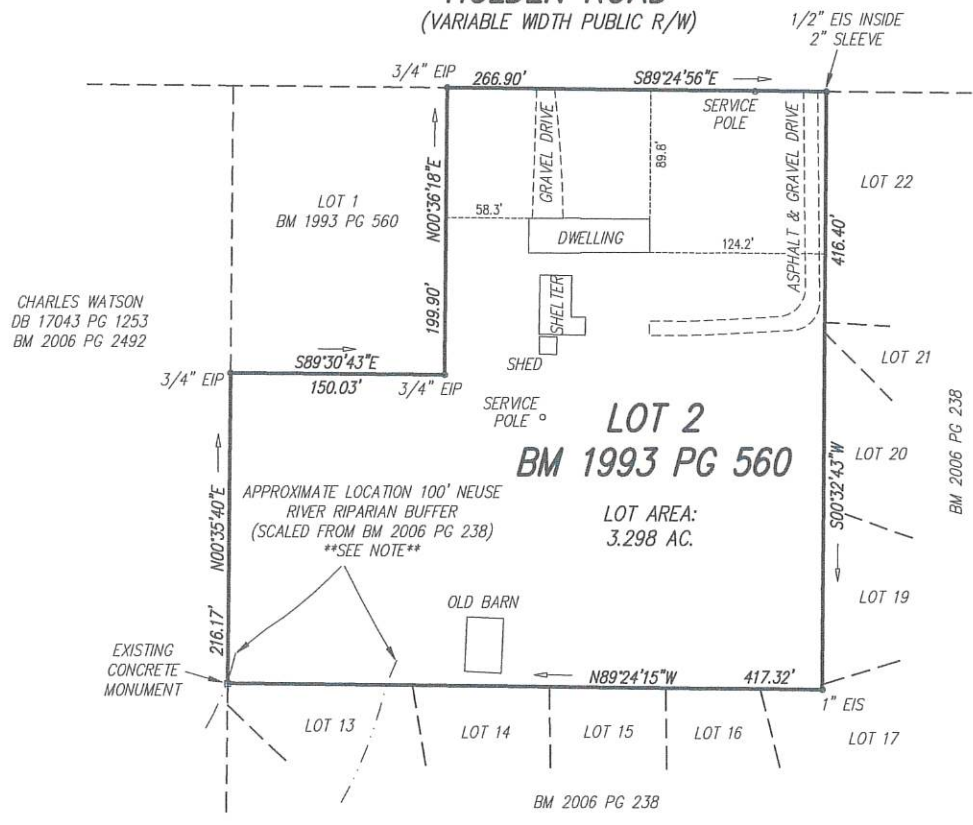 (VARIABLE WIDTH PUBLIC R/W)
1/2" EIS INSIDE
2" SLEEVE
3/4" EIP
266.90'
S89°24'56"E
SERVICE
POLE
GRAVEL DRIVE
89.8'
ASPHALT & GRAVEL DRIVE
LOT 22
LOT 1
BM 1993 PG 560
N00°36'18"E
199.90'
58.3'
DWELLING
124.2'
416.40'
CHARLES WATSON
DB 17043 PG 1253
BM 2006 PG 2492
SHELTER
SHED
LOT 21
S89°30'43"E
150.03'
3/4" EIP
3/4" EIP
SERVICE
POLE
LOT 2
BM 1993 PG 560
LOT AREA:
3.298 AC.
S00°32'43"W
LOT 20
BM 2006 PG 238
N00°35'40"E
216.17'
APPROXIMATE LOCATION 100' NEUSE
RIVER RIPARIAN BUFFER
(SCALED FROM BM 2006 PG 238)
**SEE NOTE**
LOT 19
OLD BARN
EXISTING
CONCRETE
MONUMENT
N89°24'15"W
417.32'
1" EIS
LOT 13
LOT 14
LOT 15
LOT 16
LOT 17
BM 2006 PG 238